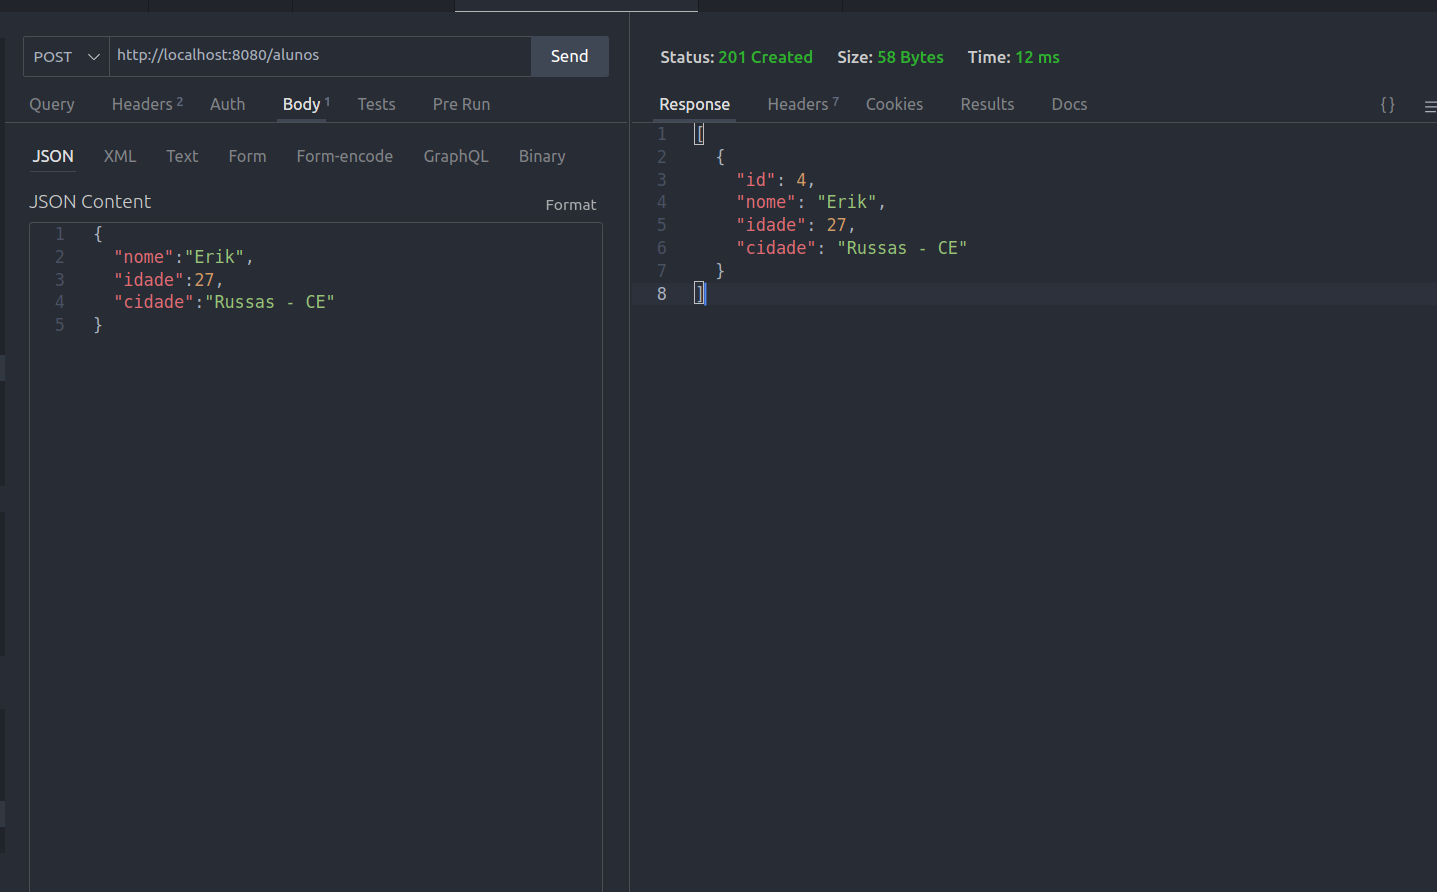 POST http://localhost:8080/alunos Send
Query Headers 2 Auth Body 1 Tests Pre Run
JSON XML Text Form Form-encode GraphQL Binary
JSON Content Format
1 {
2 "nome":"Erik",
3 "idade":27,
4 "cidade":"Russas - CE"
5 }
Status: 201 Created Size: 58 Bytes Time: 12 ms
Response Headers 7 Cookies Results Docs {}
1 [
2 {
3 "id": 4,
4 "nome": "Erik",
5 "idade": 27,
6 "cidade": "Russas - CE"
7 }
8 ]